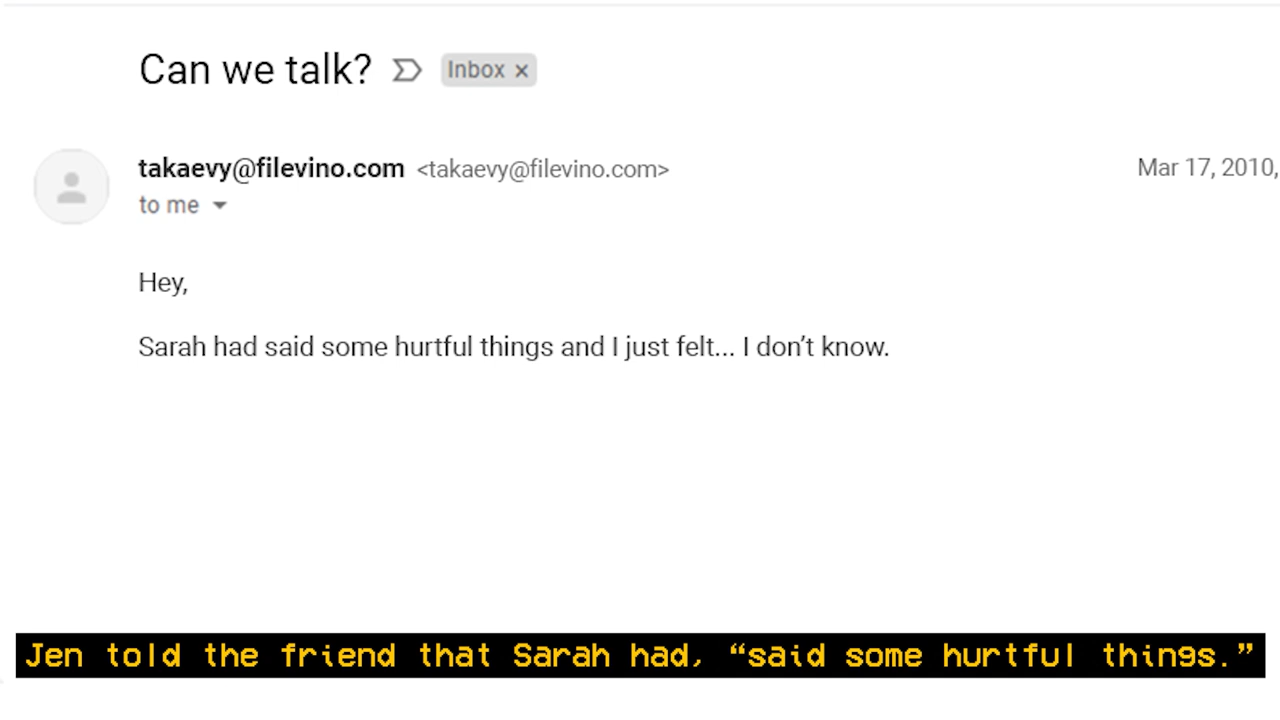 Can we talk? Inbox ×
takaevy@filevino.com <takaevy@filevino.com> Mar 17, 2010,
to me
Hey,
Sarah had said some hurtful things and I just felt... I don’t know.
Jen told the friend that Sarah had, “said some hurtful things.”